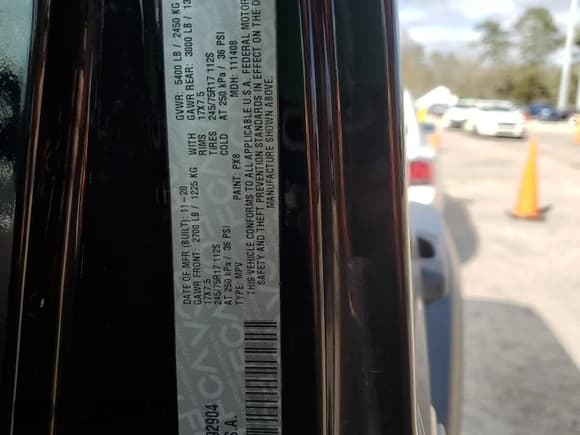 DATE OF MFR (BUILT): 11-20 GVWR: 5400 LB / 2450 KG
GAWR FRONT: 2700 LB / 1225 KG WITH GAWR REAR: 3000 LB / 13
17X7.5 RIMS 17X7.5
245/75R17 112S TIRES 245/75R17 112S
AT 250 kPa / 36 PSI COLD AT 250 kPa / 36 PSI
TYPE: MPV PAINT: PX8 MDH: 111408
THIS VEHICLE CONFORMS TO ALL APPLICABLE U.S.A. FEDERAL MOTOR
SAFETY AND THEFT PREVENTION STANDARDS IN EFFECT ON THE D
MANUFACTURE SHOWN ABOVE.
92904
S.A.